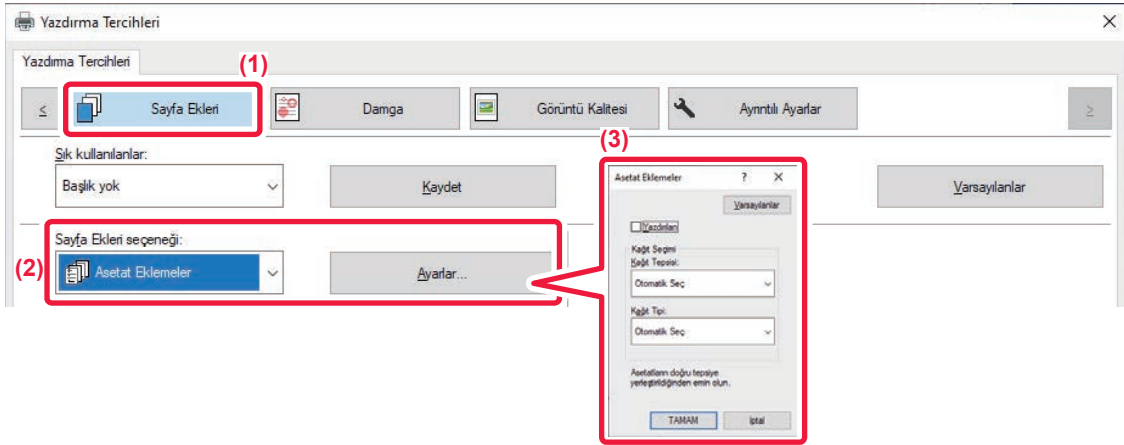 Yazdırma Tercihleri
Yazdırma Tercihleri
(1)
<
Sayfa Ekleri
Damga
Görüntü Kalitesi
Ayrıntılı Ayarlar
>
Sık kullanılanlar:
Başlık yok
Kaydet
Varsayılanlar
(2)
Sayfa Ekleri seçeneği:
Asetat Eklemeler
Ayarlar...
(3)
Asetat Eklemeler
?
Varsayılanlar
Yazdırılan
Kağıt Seçimi
Kağıt Tepsisi:
Otomatik Seç
Kağıt Tipi:
Otomatik Seç
Asetatların doğru tepsiye
yerleştirildiğinden emin olun.
TAMAM
İptal